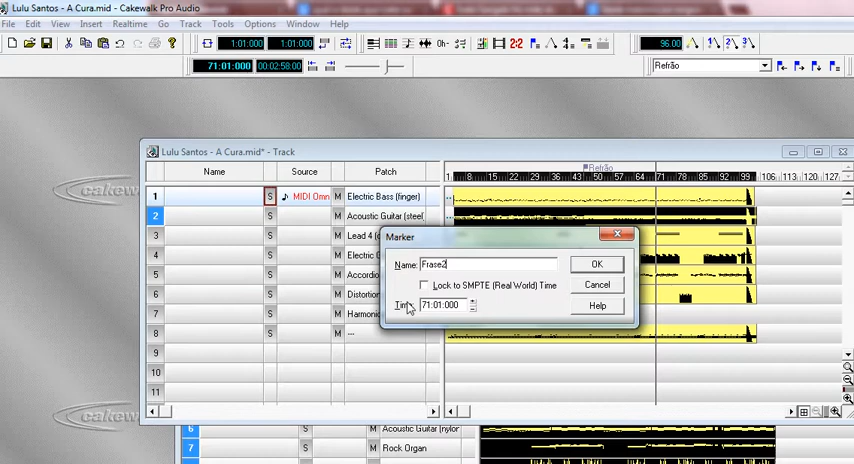 Lulu Santos - A Cura.mid - Cakewalk Pro Audio
File Edit View Insert Realtime Go Track Tools Options Window Help
1:01:000 1:01:000 2:2 96.00
71:01:000 00:02:58:00 Refrão
Lulu Santos - A Cura.mid* - Track
Name Source Patch Refrão
1 8 15 22 29 36 43 50 57 64 71 78 85 92 99 106 113 120 127
1 S MIDI Omn M Electric Bass (finger)
2 S M Acoustic Guitar (steel)
3 S M Lead 4 (
4 S M Electric G
5 S M Accordio
6 S M Distortion
7 S M Harmonic
8 S M ---
9
10
11
Marker
Name: Frase2 OK
Lock to SMPTE (Real World) Time Cancel
Time: 71:01:000 Help
6 S M Acoustic Guitar (nylon
7 S M Rock Organ
S M
cakewalk
cakew